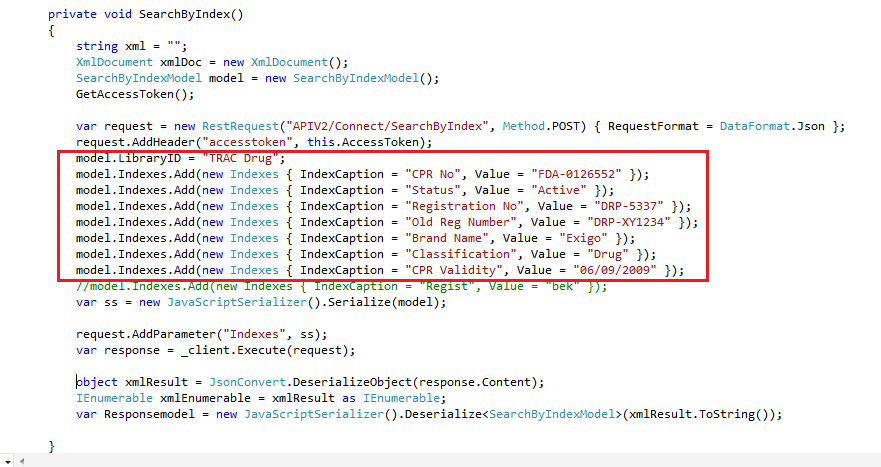 private void SearchByIndex()
{
string xml = "";
XmlDocument xmlDoc = new XmlDocument();
SearchByIndexModel model = new SearchByIndexModel();
GetAccessToken();
var request = new RestRequest("APIV2/Connect/SearchByIndex", Method.POST) { RequestFormat = DataFormat.Json };
request.AddHeader("accesstoken", this.AccessToken);
model.LibraryID = "TRAC Drug";
model.Indexes.Add(new Indexes { IndexCaption = "CPR No", Value = "FDA-0126552" });
model.Indexes.Add(new Indexes { IndexCaption = "Status", Value = "Active" });
model.Indexes.Add(new Indexes { IndexCaption = "Registration No", Value = "DRP-5337" });
model.Indexes.Add(new Indexes { IndexCaption = "Old Reg Number", Value = "DRP-XY1234" });
model.Indexes.Add(new Indexes { IndexCaption = "Brand Name", Value = "Exigo" });
model.Indexes.Add(new Indexes { IndexCaption = "Classification", Value = "Drug" });
model.Indexes.Add(new Indexes { IndexCaption = "CPR Validity", Value = "06/09/2009" });
//model.Indexes.Add(new Indexes { IndexCaption = "Regist", Value = "bek" });
var ss = new JavaScriptSerializer().Serialize(model);
request.AddParameter("Indexes", ss);
var response = _client.Execute(request);
object xmlResult = JsonConvert.DeserializeObject(response.Content);
IEnumerable xmlEnumerable = xmlResult as IEnumerable;
var Responsemodel = new JavaScriptSerializer().Deserialize<SearchByIndexModel>(xmlResult.ToString());
}